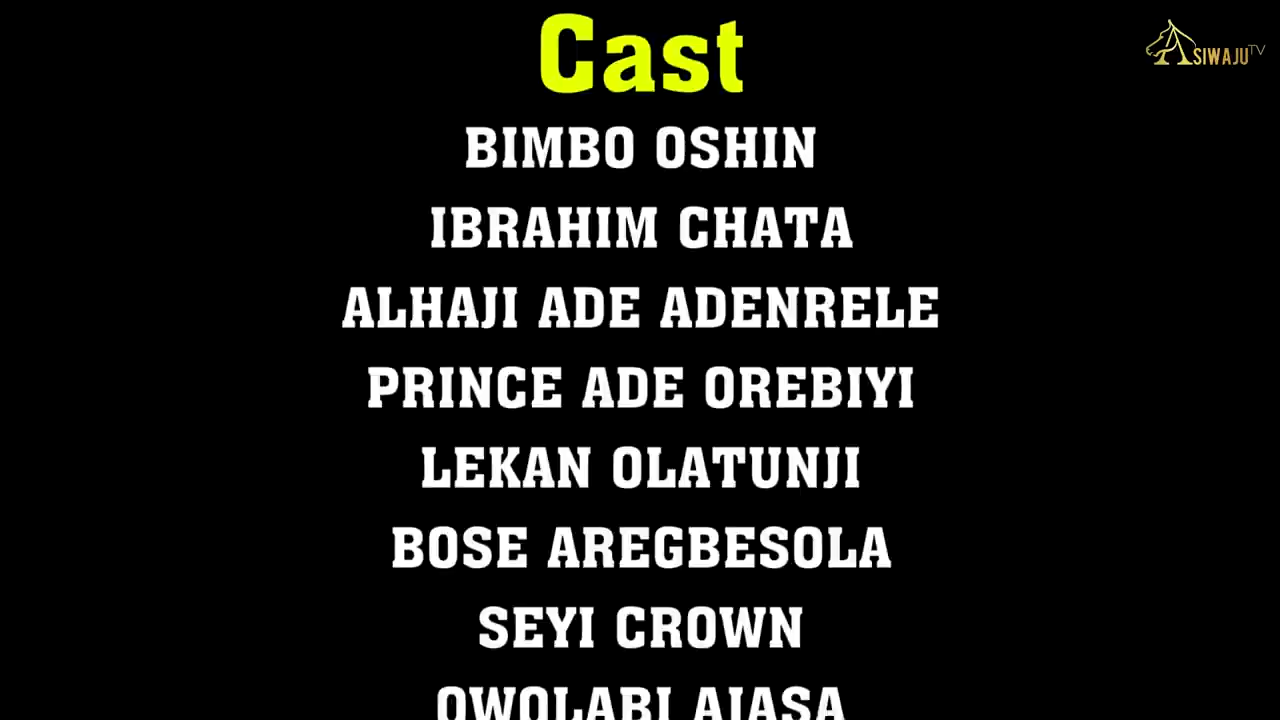 Cast
ASIWAJU TV
BIMBO OSHIN
IBRAHIM CHATA
ALHAJI ADE ADENRELE
PRINCE ADE OREBIYI
LEKAN OLATUNJI
BOSE AREGBESOLA
SEYI CROWN
OWOLABI AJASA